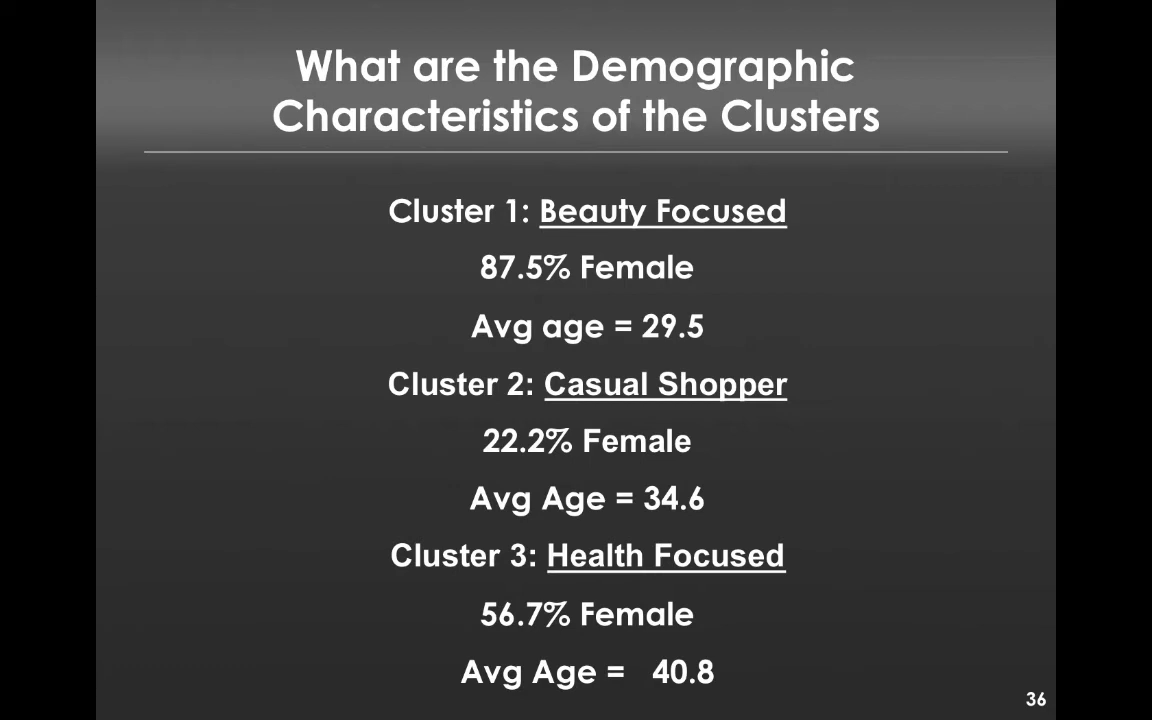 What are the Demographic
Characteristics of the Clusters
Cluster 1: Beauty Focused
87.5% Female
Avg age = 29.5
Cluster 2: Casual Shopper
22.2% Female
Avg Age = 34.6
Cluster 3: Health Focused
56.7% Female
Avg Age = 40.8
36